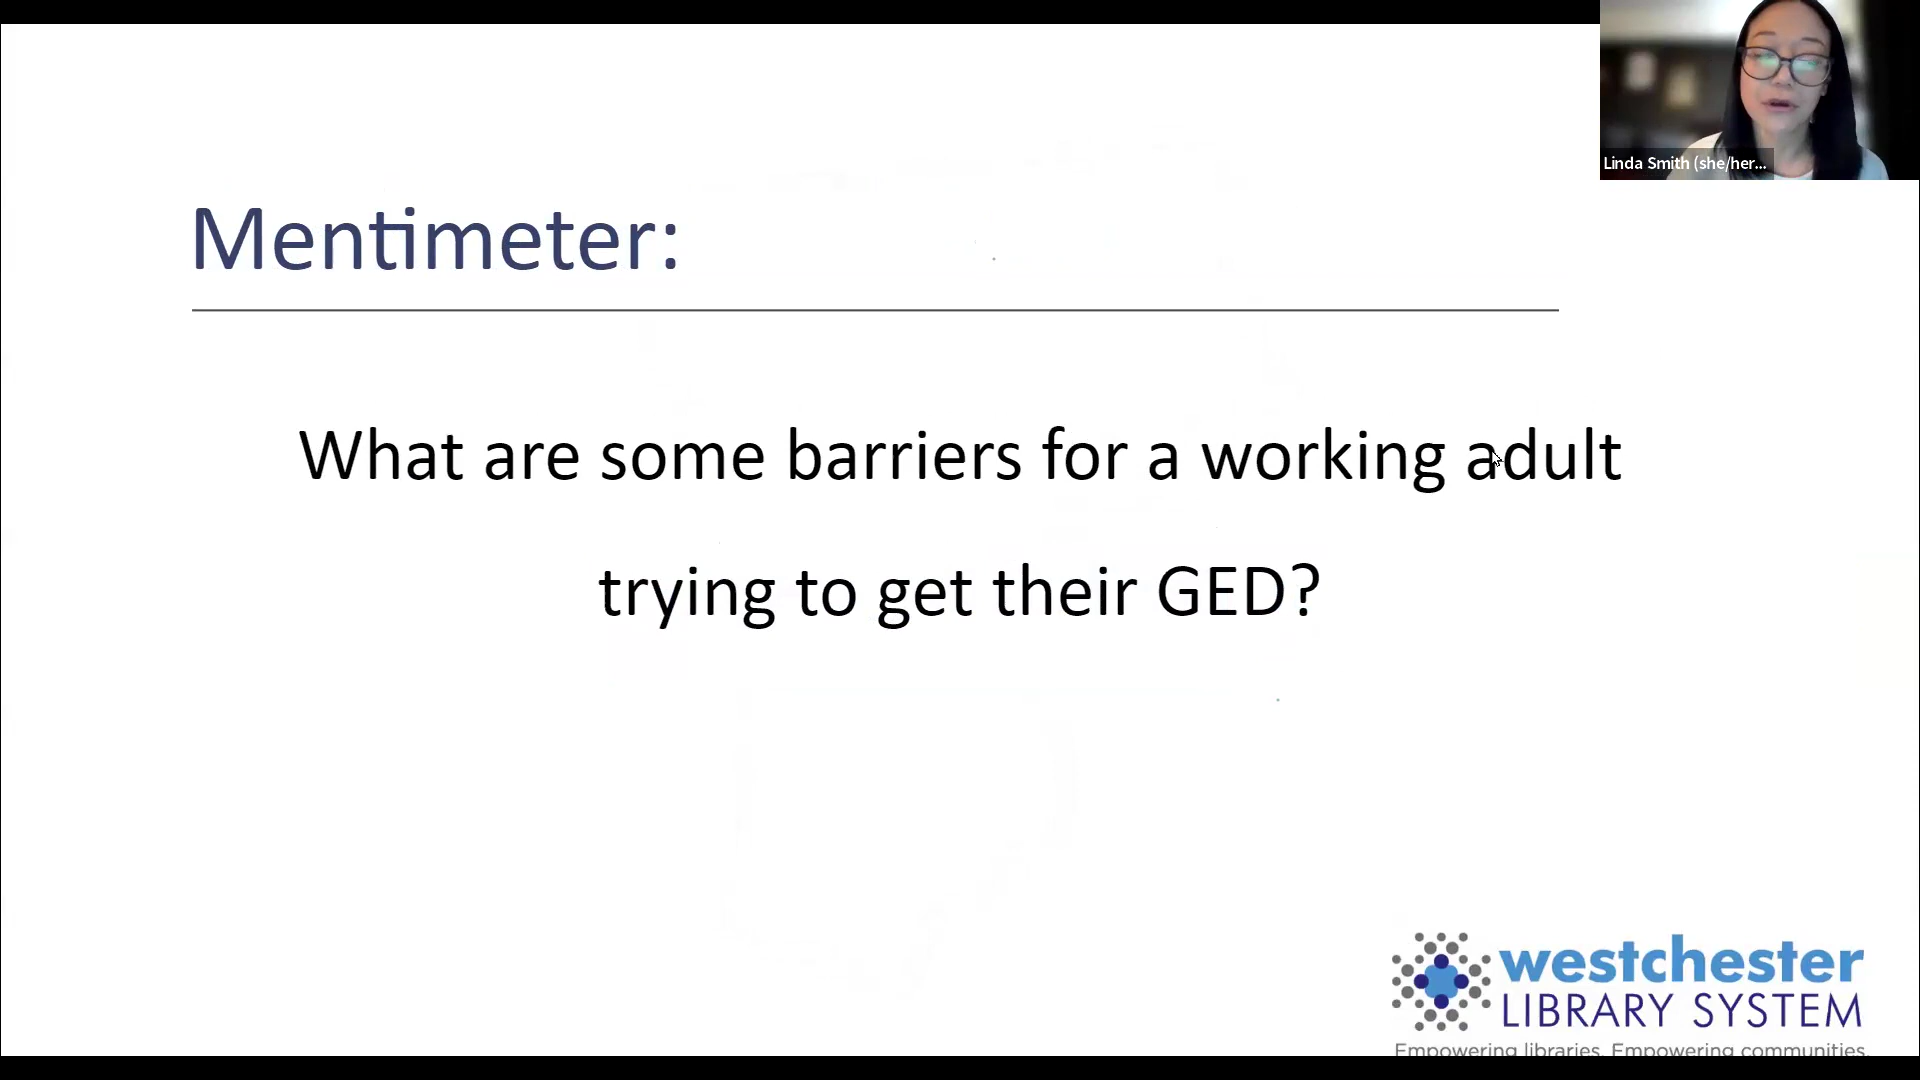 Linda Smith (she/her...
Mentimeter:
What are some barriers for a working adult
trying to get their GED?
westchester
LIBRARY SYSTEM
Empowering libraries. Empowering communities.